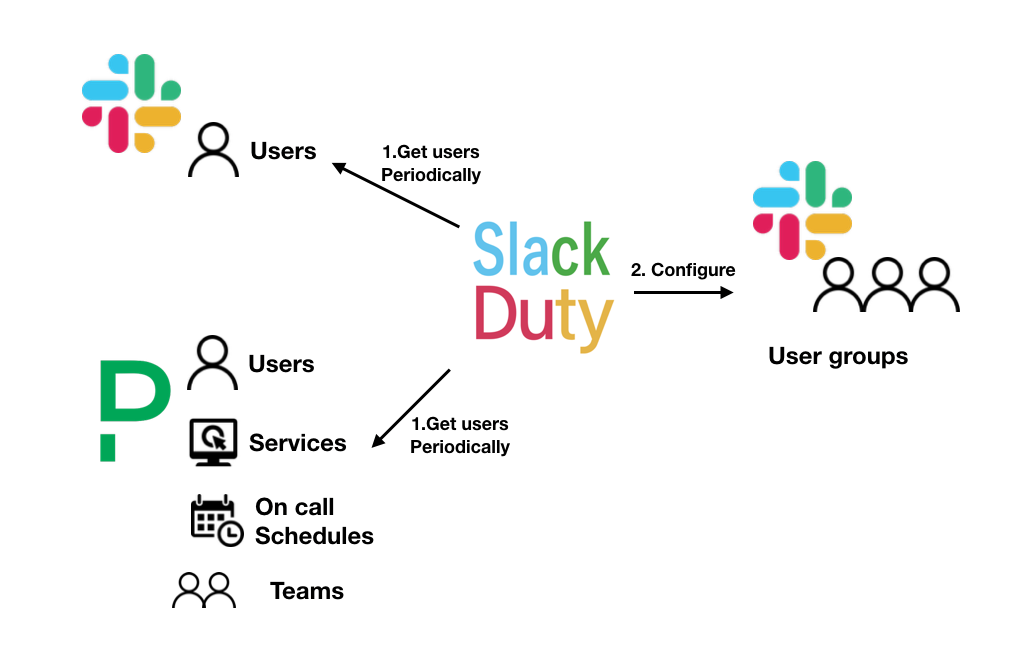 Users
1.Get users
Periodically
Slack
Duty
2. Configure
User groups
Users
Services
1.Get users
Periodically
On call
Schedules
Teams